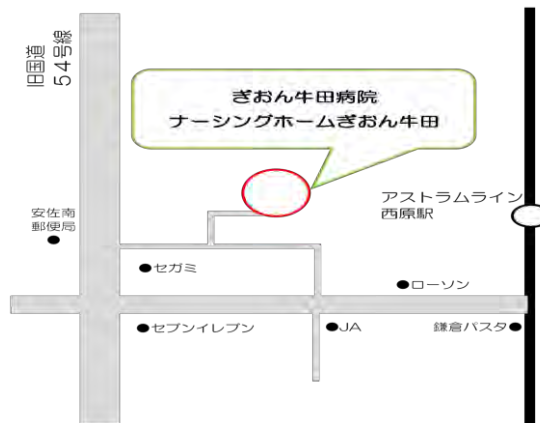 旧国道
54号線
ぎおん牛田病院
ナーシングホームぎおん牛田
アストラムライン
西原駅
安佐南
郵便局
セガミ
ローソン
セブンイレブン
JA
鎌倉パスタ